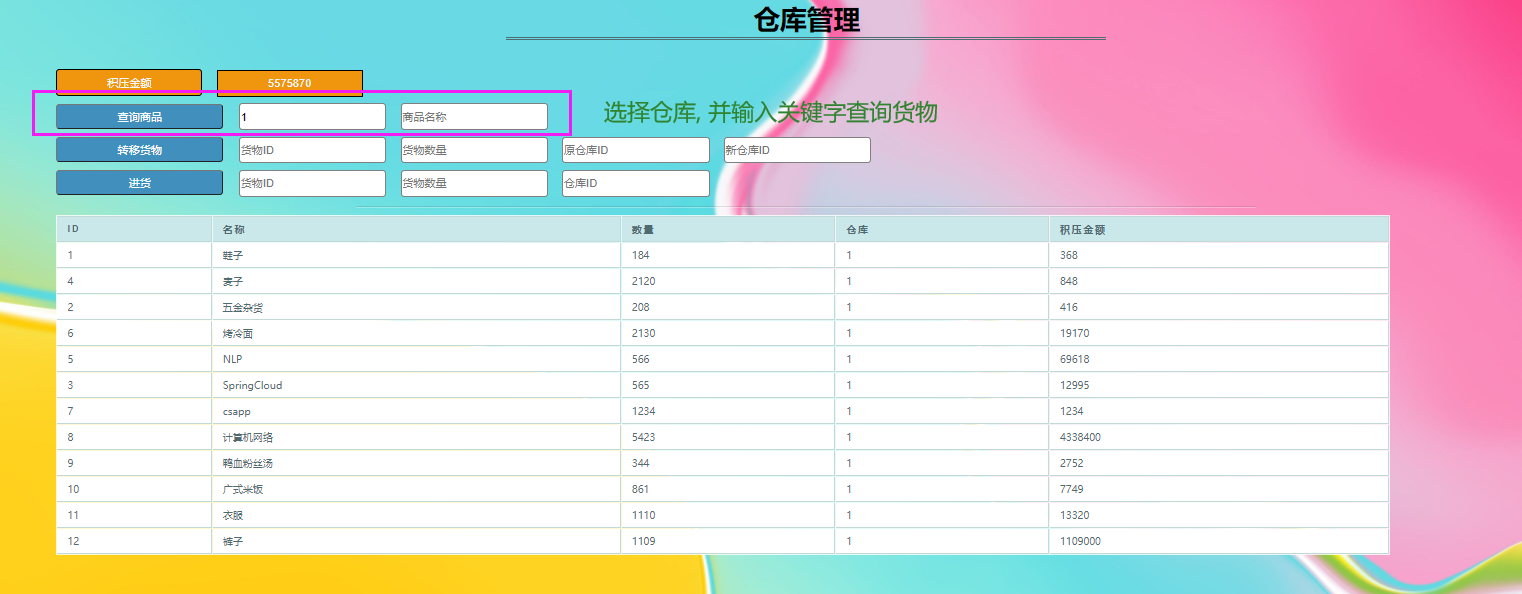 仓库管理
积压金额 5575870
查询商品 1 商品名称 选择仓库, 并输入关键字查询货物
转移货物 货物ID 货物数量 原仓库ID 新仓库ID
进货 货物ID 货物数量 仓库ID
ID 名称 数量 仓库 积压金额
1 鞋子 184 1 368
4 麦子 2120 1 848
2 五金杂货 208 1 416
6 烤冷面 2130 1 19170
5 NLP 566 1 69618
3 SpringCloud 565 1 12995
7 csapp 1234 1 1234
8 计算机网络 5423 1 4338400
9 鸭血粉丝汤 344 1 2752
10 广式米饭 861 1 7749
11 衣服 1110 1 13320
12 裤子 1109 1 1109000